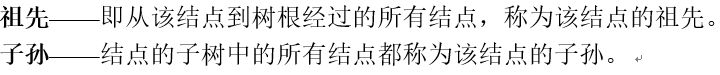 祖先——即从该结点到树根经过的所有结点，称为该结点的祖先。
子孙——结点的子树中的所有结点都称为该结点的子孙。